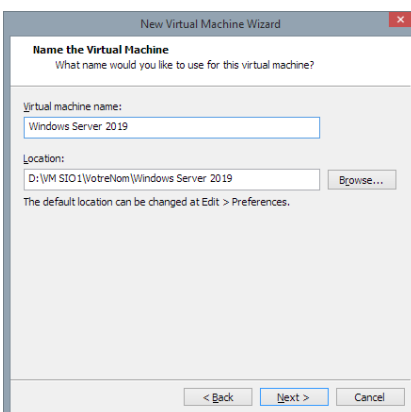 New Virtual Machine Wizard
Name the Virtual Machine
What name would you like to use for this virtual machine?
Virtual machine name:
Windows Server 2019
Location:
D:\VM SIO1\VotreNom\Windows Server 2019
Browse...
The default location can be changed at Edit > Preferences.
< Back Next > Cancel